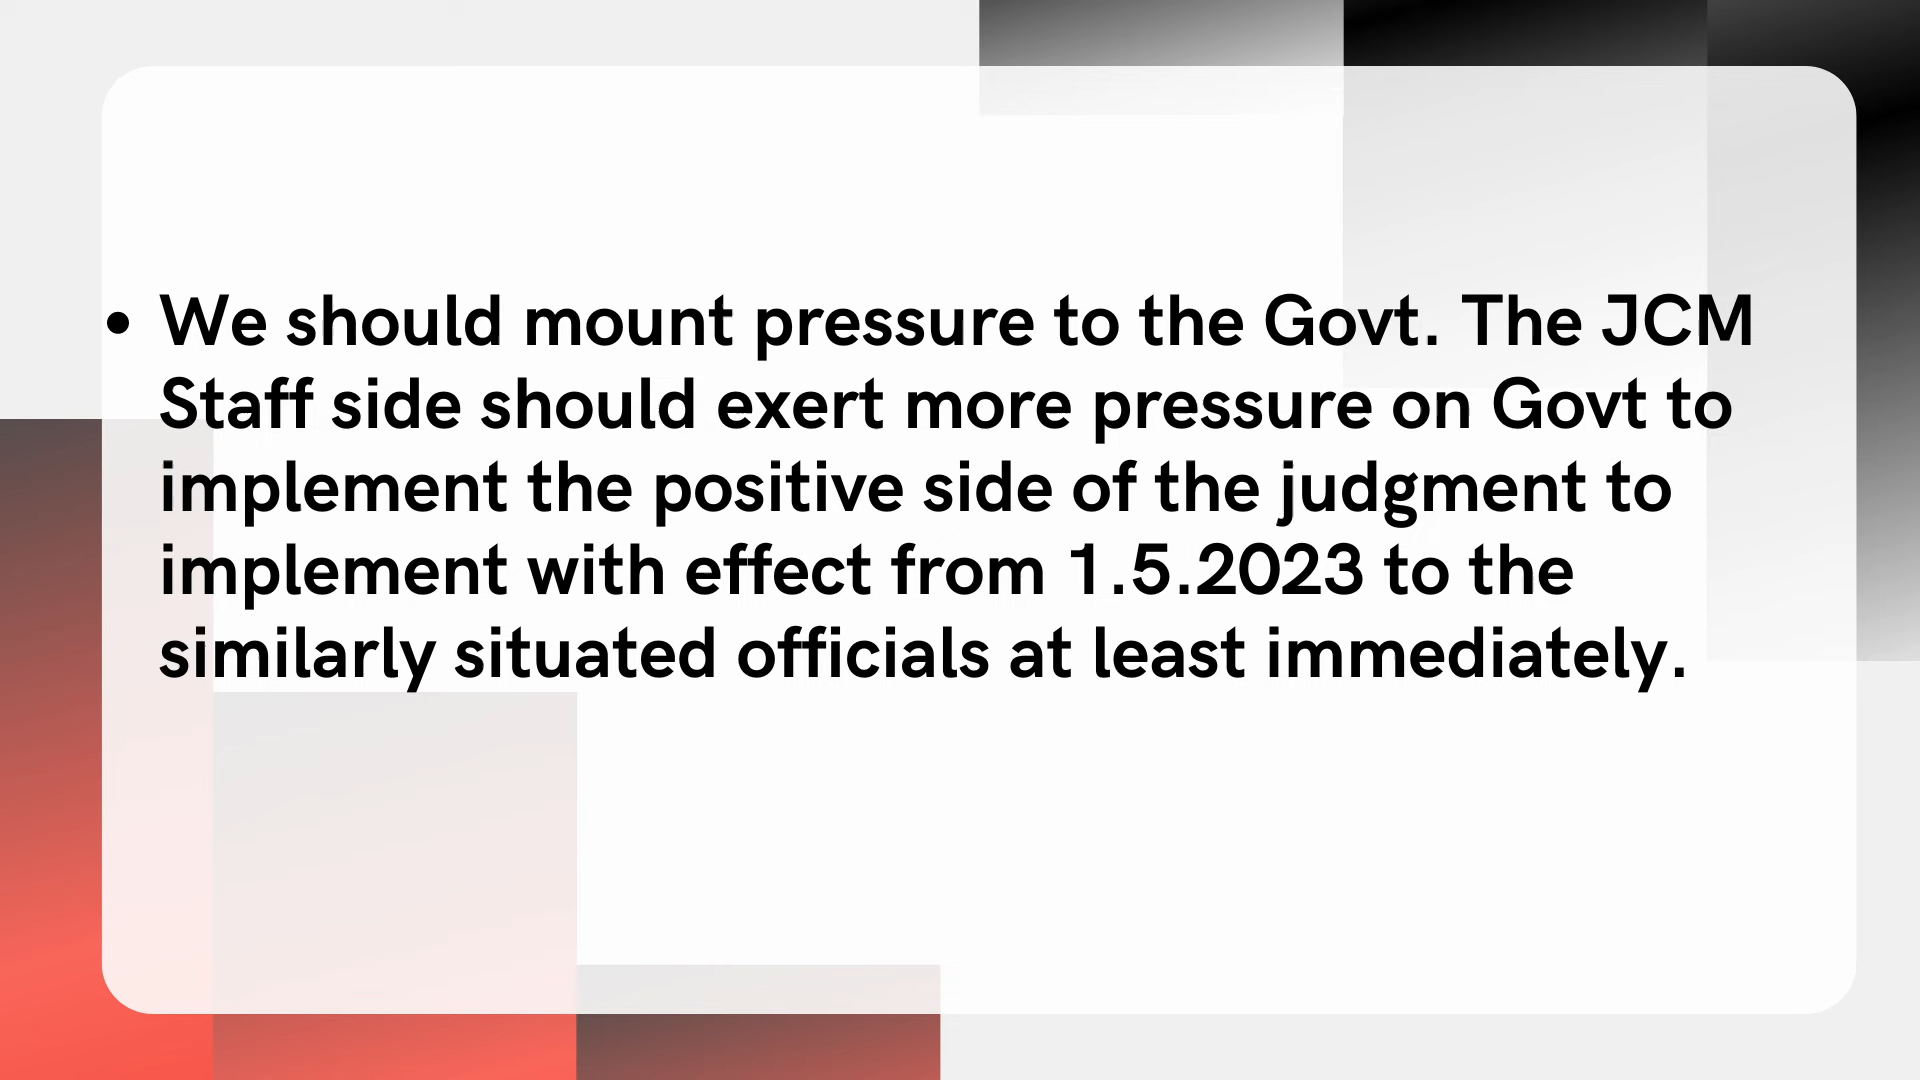 • We should mount pressure to the Govt. The JCM
Staff side should exert more pressure on Govt to
implement the positive side of the judgment to
implement with effect from 1.5.2023 to the
similarly situated officials at least immediately.